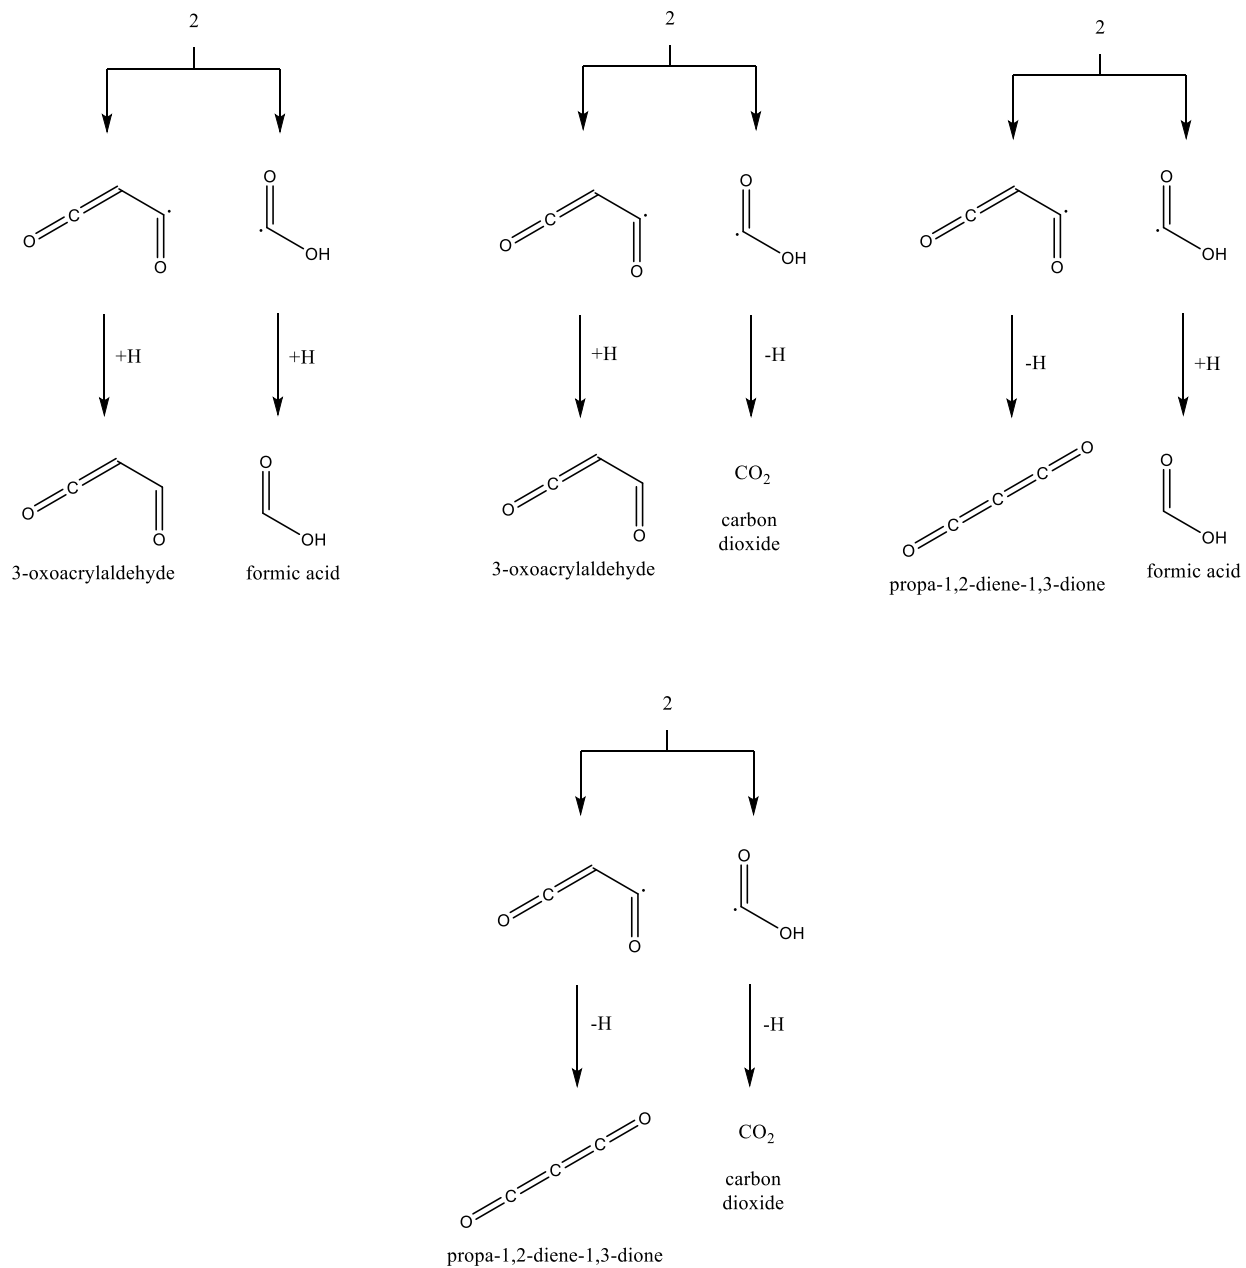 2
2
2
O
C
O
O
OH
O
C
O
O
OH
O
C
O
O
OH
+H
+H
+H
-H
-H
+H
O
C
O
O
OH
O
C
O
CO2
O
C
C
C
O
O
OH
3-oxoacrylaldehyde
formic acid
3-oxoacrylaldehyde
carbon
dioxide
propa-1,2-diene-1,3-dione
formic acid
2
O
C
O
O
OH
-H
-H
O
C
C
C
O
CO2
carbon
dioxide
propa-1,2-diene-1,3-dione